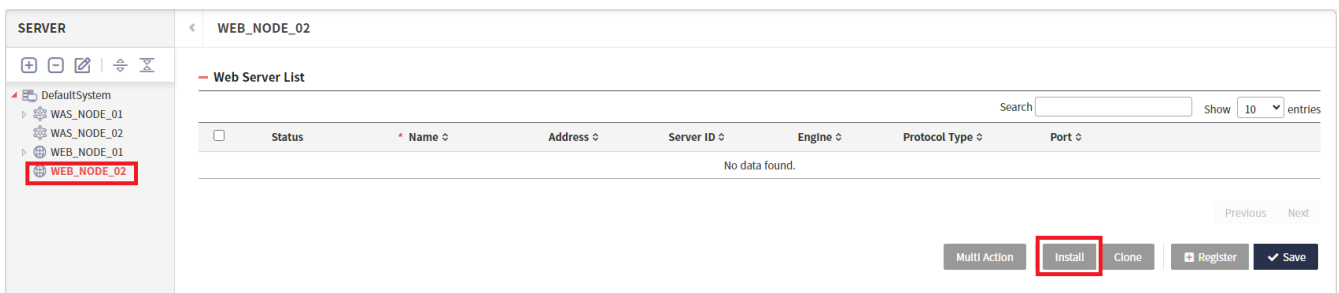 SERVER
WEB_NODE_02
DefaultSystem
WAS_NODE_01
WAS_NODE_02
WEB_NODE_01
WEB_NODE_02
Web Server List
Search Show 10 entries
Status * Name Address Server ID Engine Protocol Type Port
No data found.
Previous Next
Multi Action Install Clone Register Save